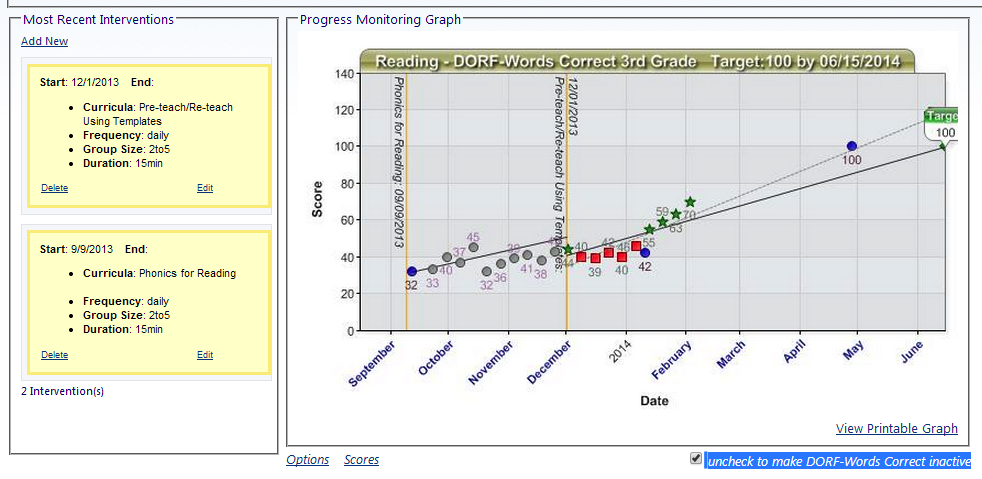 Most Recent Interventions
Add New
Start: 12/1/2013 End:
Curricula: Pre-teach/Re-teach
Using Templates
Frequency: daily
Group Size: 2to5
Duration: 15min
Delete Edit
Start: 9/9/2013 End:
Curricula: Phonics for Reading
Frequency: daily
Group Size: 2to5
Duration: 15min
Delete Edit
2 Intervention(s)
Progress Monitoring Graph
Reading - DORF-Words Correct 3rd Grade Target:100 by 06/15/2014
Score
140
120
100
80
60
40
20
0
Phonics for Reading: 09/09/2013
12/01/2013
Pre-teach/Re-teach Using Templates:
32
33
40
37
45
32
36
39
41
38
44
40
39
42
40
46
55
42
59
63
70
100
Targe
100
September
October
November
December
2014
February
March
April
May
June
Date
View Printable Graph
Options Scores
uncheck to make DORF-Words Correct inactive